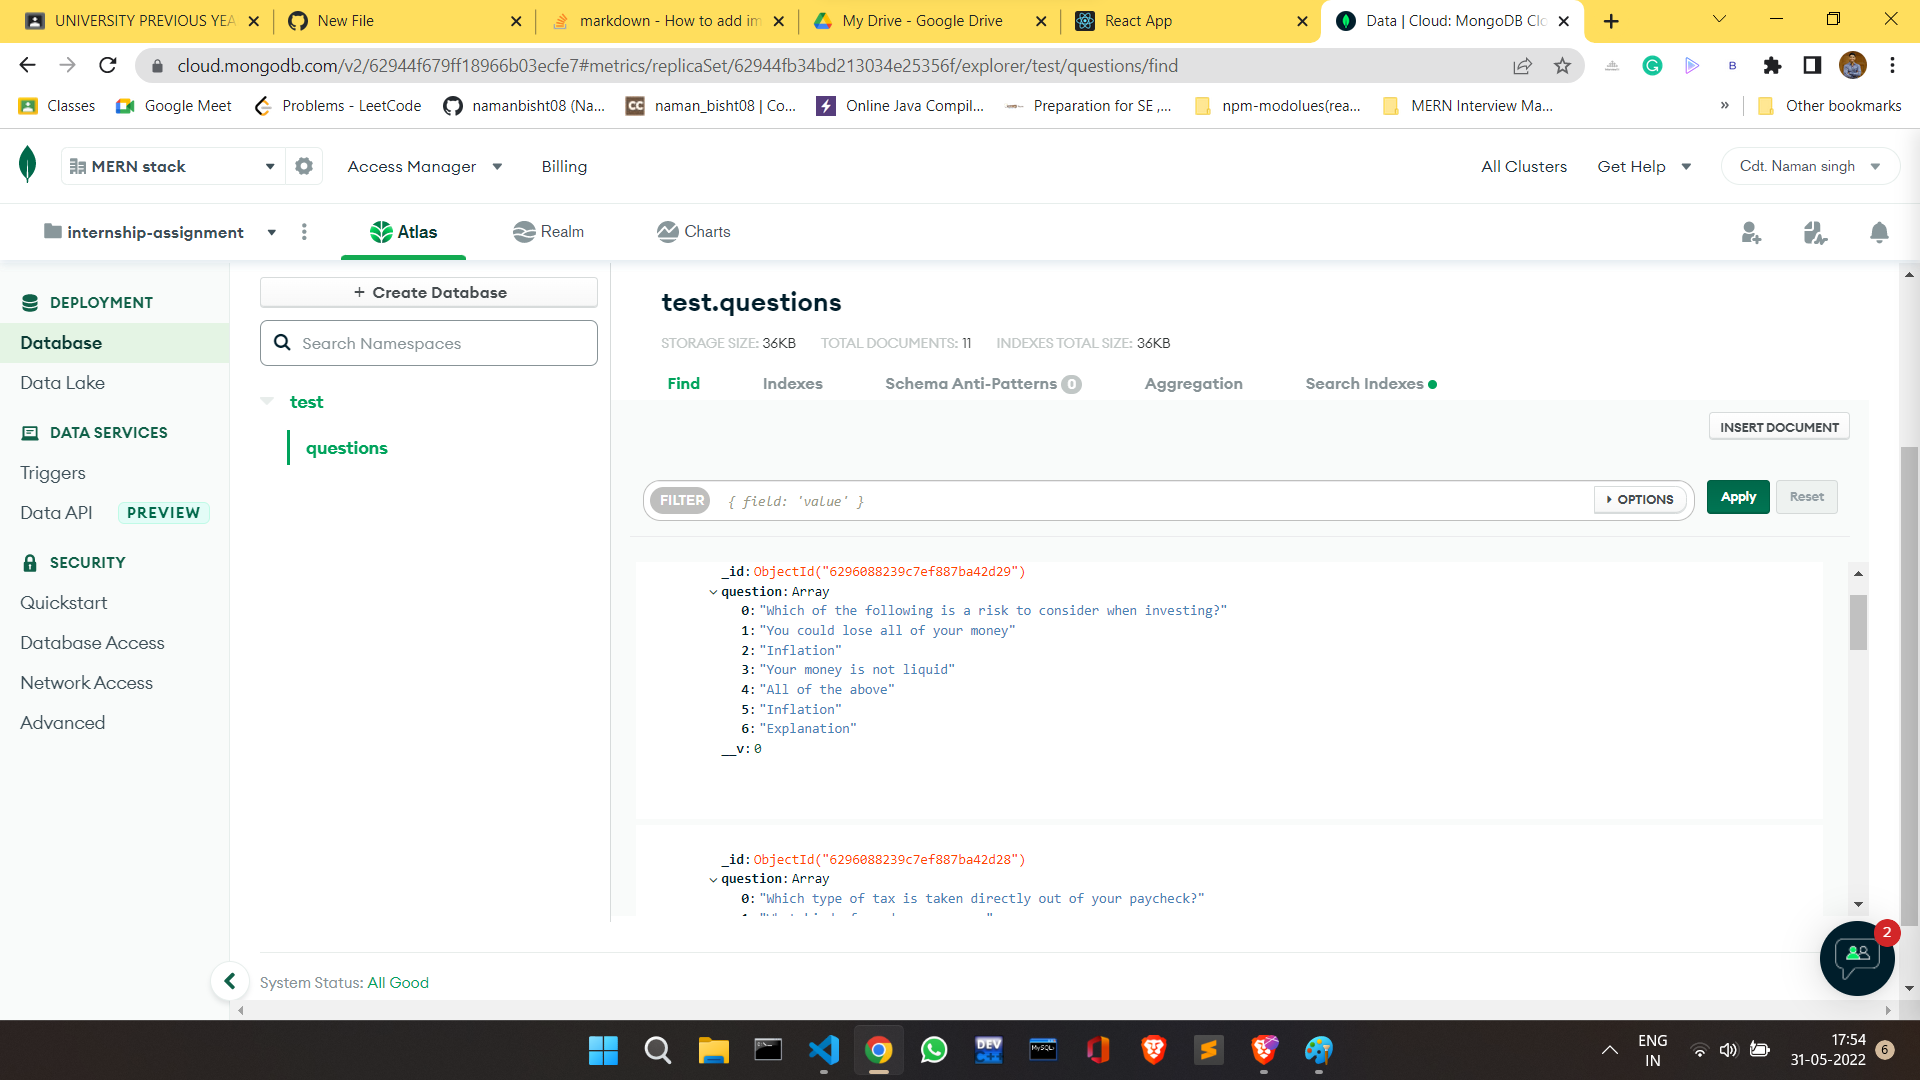 UNIVERSITY PREVIOUS YEA
New File
markdown - How to add im
My Drive - Google Drive
React App
Data | Cloud: MongoDB Clo
cloud.mongodb.com/v2/62944f679ff18966b03ecfe7#metrics/replicaSet/62944fb34bd213034e25356f/explorer/test/questions/find
Classes
Google Meet
Problems - LeetCode
namanbisht08 (Na...
naman_bisht08 | Co...
Online Java Compil...
Preparation for SE ,...
npm-modolues(rea...
MERN Interview Ma...
»
Other bookmarks
MERN stack
Access Manager
Billing
All Clusters
Get Help
Cdt. Naman singh
internship-assignment
Atlas
Realm
Charts
DEPLOYMENT
Database
Data Lake
DATA SERVICES
Triggers
Data API PREVIEW
SECURITY
Quickstart
Database Access
Network Access
Advanced
+ Create Database
Search Namespaces
test
questions
test.questions
STORAGE SIZE: 36KB TOTAL DOCUMENTS: 11 INDEXES TOTAL SIZE: 36KB
Find
Indexes
Schema Anti-Patterns 0
Aggregation
Search Indexes
INSERT DOCUMENT
FILTER { field: 'value' }
OPTIONS
Apply
Reset
_id: ObjectId("6296088239c7ef887ba42d29")
question: Array
0: "Which of the following is a risk to consider when investing?"
1: "You could lose all of your money"
2: "Inflation"
3: "Your money is not liquid"
4: "All of the above"
5: "Inflation"
6: "Explanation"
__v: 0
_id: ObjectId("6296088239c7ef887ba42d28")
question: Array
0: "Which type of tax is taken directly out of your paycheck?"
2
System Status: All Good
DEV
MySQL
ENG
IN
17:54
31-05-2022
6